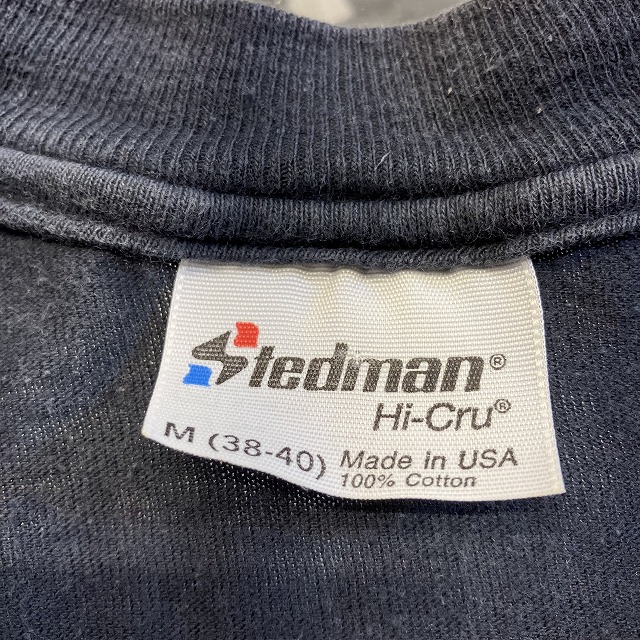 Stedman®
Hi-Cru®
M (38-40) Made in USA
100% Cotton